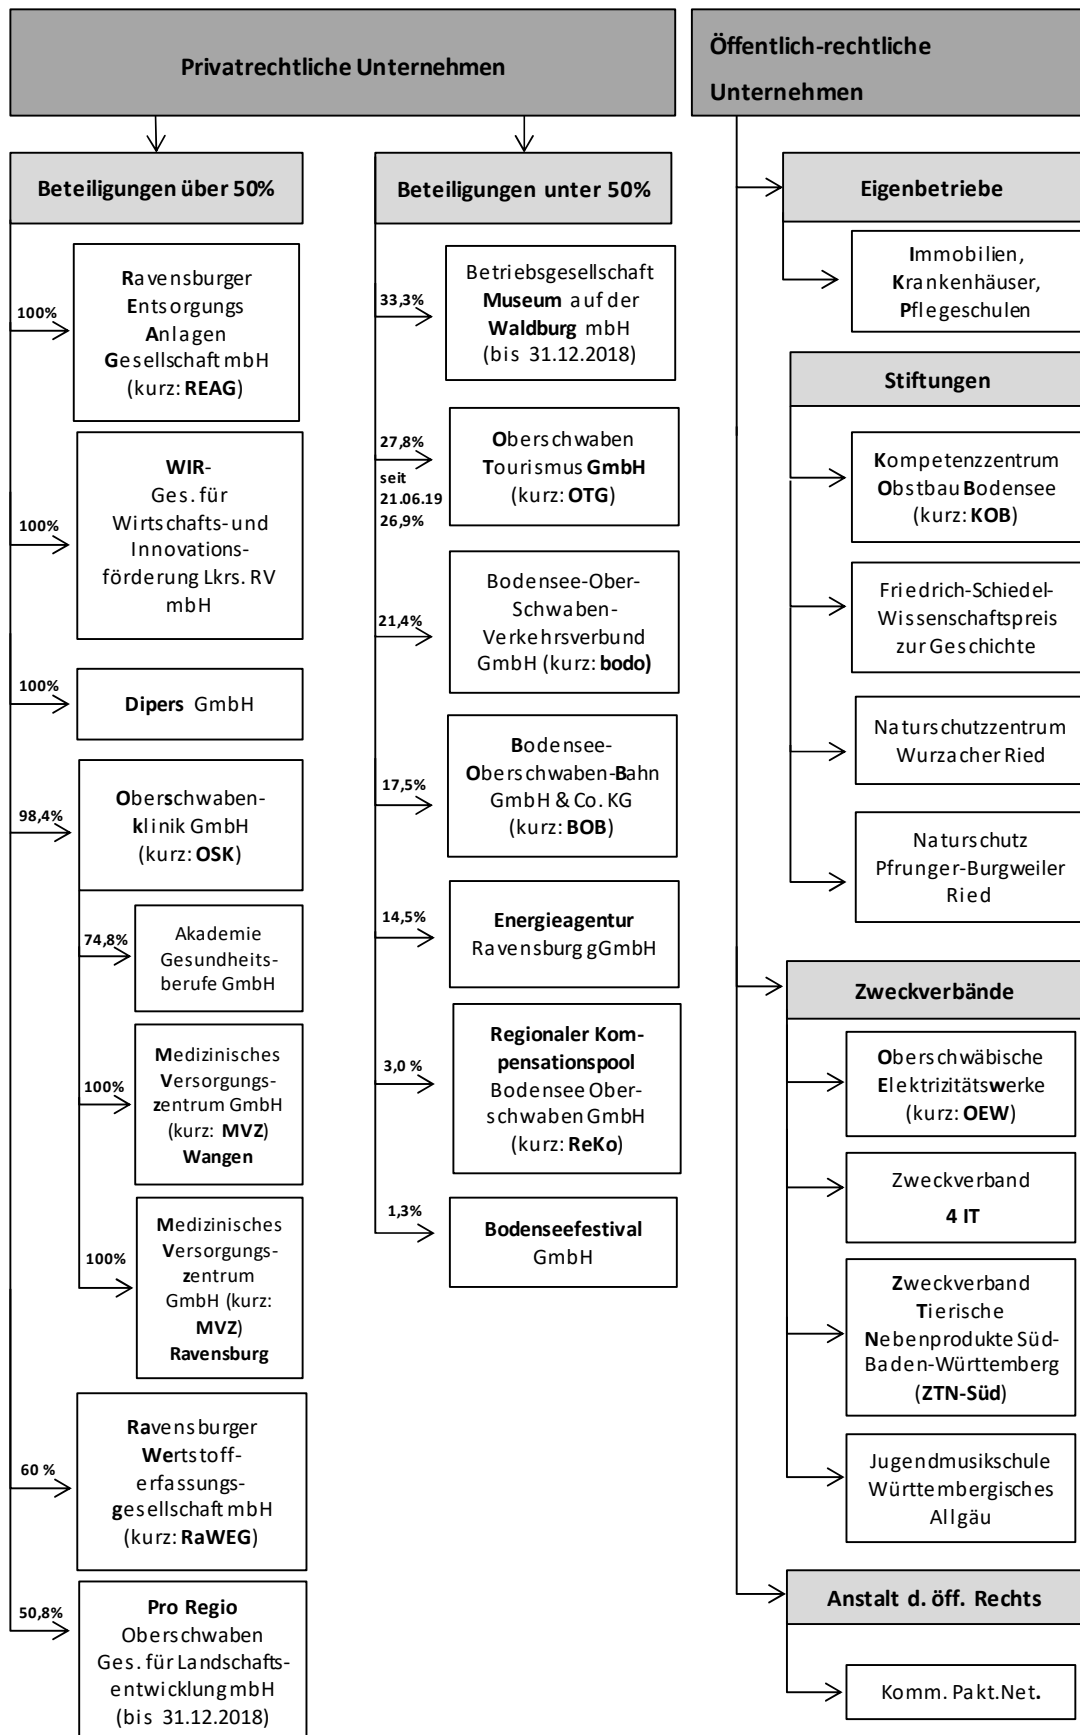 Privatrechtliche Unternehmen
Beteiligungen über 50%
100%
Ravensburger
Entsorgungs
Anlagen
Gesellschaft mbH
(kurz: REAG)
100%
WIR-
Ges. für
Wirtschafts- und
Innovations-
förderung Lkrs. RV
mbH
100%
Dipers GmbH
98,4%
Oberschwaben-
klinik GmbH
(kurz: OSK)
74,8%
Akademie
Gesundheits-
berufe GmbH
100%
Medizinisches
Versorgungs-
zentrum GmbH
(kurz: MVZ)
Wangen
100%
Medizinisches
Versorgungs-
zentrum
GmbH (kurz:
MVZ)
Ravensburg
60 %
Ravensburger
Wertstoff-
erfassungs-
gesellschaft mbH
(kurz: RaWEG)
50,8%
Pro Regio
Oberschwaben
Ges. für Landschafts-
entwicklung mbH
(bis 31.12.2018)
Beteiligungen unter 50%
33,3%
Betriebsgesellschaft
Museum auf der
Waldburg mbH
(bis 31.12.2018)
27,8%
seit
21.06.19
26,9%
Oberschwaben
Tourismus GmbH
(kurz: OTG)
21,4%
Bodensee-Ober-
Schwaben-
Verkehrsverbund
GmbH (kurz: bodo)
17,5%
Bodensee-
Oberschwaben-Bahn
GmbH & Co. KG
(kurz: BOB)
14,5%
Energieagentur
Ravensburg gGmbH
3,0 %
Regionaler Kom-
pensationspool
Bodensee Ober-
schwaben GmbH
(kurz: ReKo)
1,3%
Bodenseefestival
GmbH
Öffentlich-rechtliche
Unternehmen
Eigenbetriebe
Immobilien,
Krankenhäuser,
Pflegeschulen
Stiftungen
Kompetenzzentrum
Obstbau Bodensee
(kurz: KOB)
Friedrich-Schiedel-
Wissenschaftspreis
zur Geschichte
Naturschutzzentrum
Wurzacher Ried
Naturschutz
Pfrunger-Burgweiler
Ried
Zweckverbände
Oberschwäbische
Elektrizitätswerke
(kurz: OEW)
Zweckverband
4 IT
Zweckverband
Tierische
Nebenprodukte Süd-
Baden-Württemberg
(ZTN-Süd)
Jugendmusikschule
Württembergisches
Allgäu
Anstalt d. öff. Rechts
Komm. Pakt.Net.